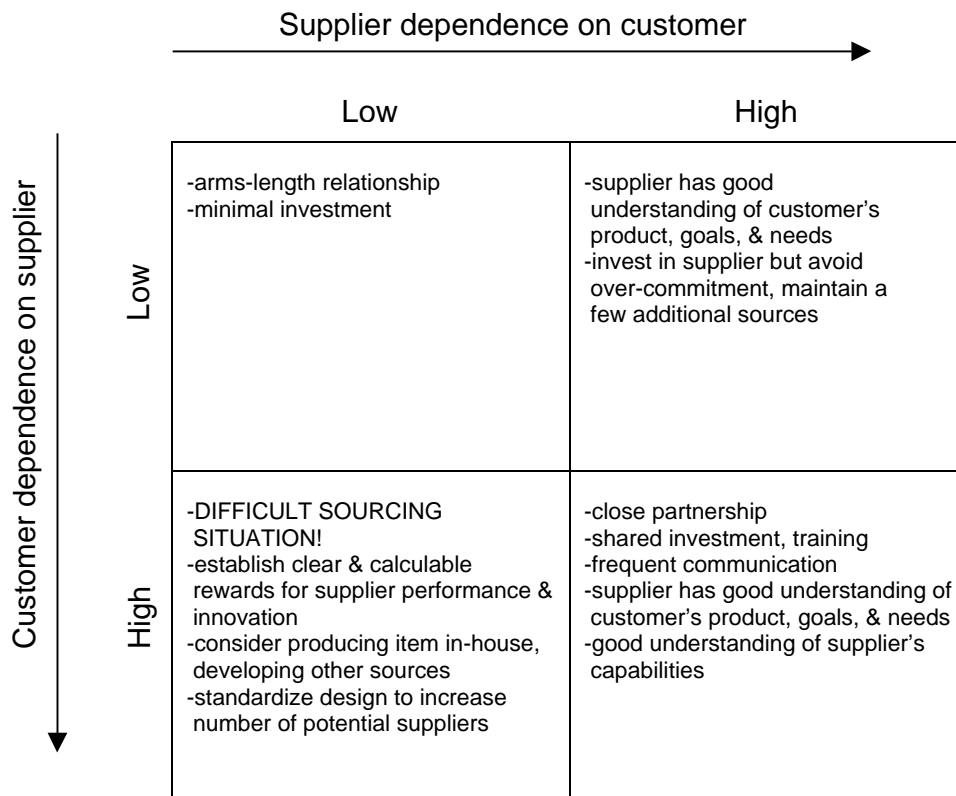 Supplier dependence on customer
Low
High
Customer dependence on supplier
Low
-arms-length relationship
-minimal investment
-supplier has good
understanding of customer’s
product, goals, & needs
-invest in supplier but avoid
over-commitment, maintain a
few additional sources
High
-DIFFICULT SOURCING
SITUATION!
-establish clear & calculable
rewards for supplier performance &
innovation
-consider producing item in-house,
developing other sources
-standardize design to increase
number of potential suppliers
-close partnership
-shared investment, training
-frequent communication
-supplier has good understanding of
customer’s product, goals, & needs
-good understanding of supplier’s
capabilities